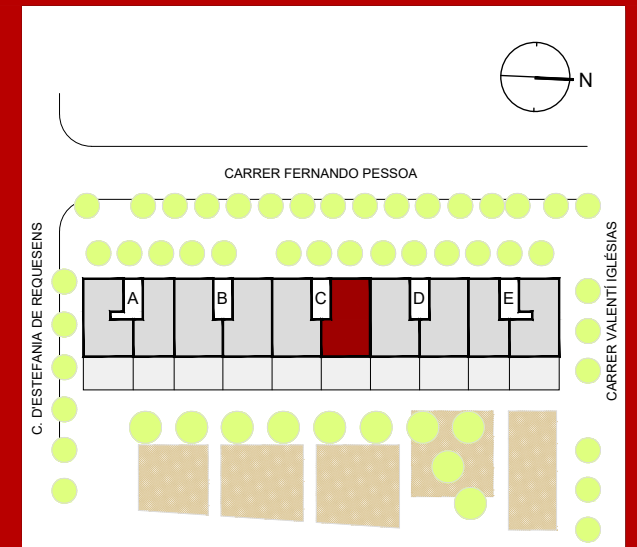 N
CARRER FERNANDO PESSOA
C. D'ESTEFANIA DE REQUESENS
CARRER VALENTÍ IGLÉSIAS
A
B
C
D
E